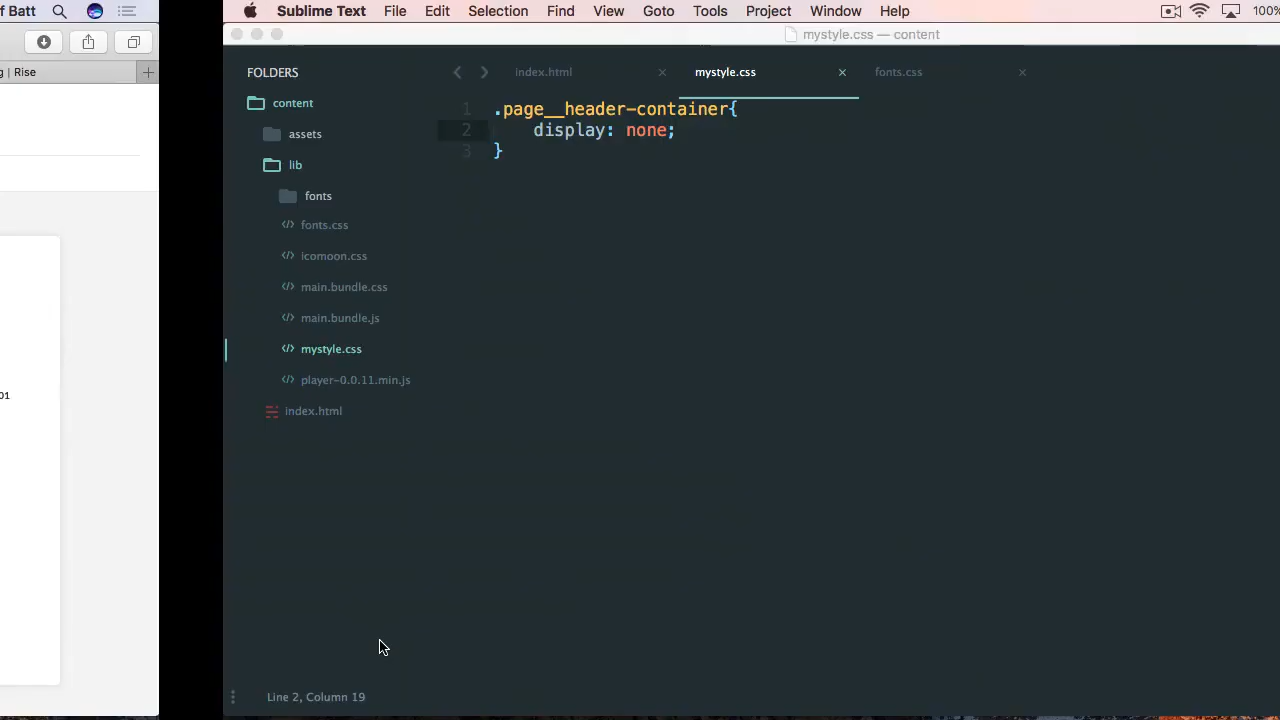 f Batt
Sublime Text File Edit Selection Find View Goto Tools Project Window Help 100%
mystyle.css — content
g | Rise
FOLDERS
index.html mystyle.css fonts.css
content
assets
lib
fonts
fonts.css
icomoon.css
main.bundle.css
main.bundle.js
mystyle.css
player-0.0.11.min.js
index.html
1 .page__header-container{
2 display: none;
3 }
01
Line 2, Column 19